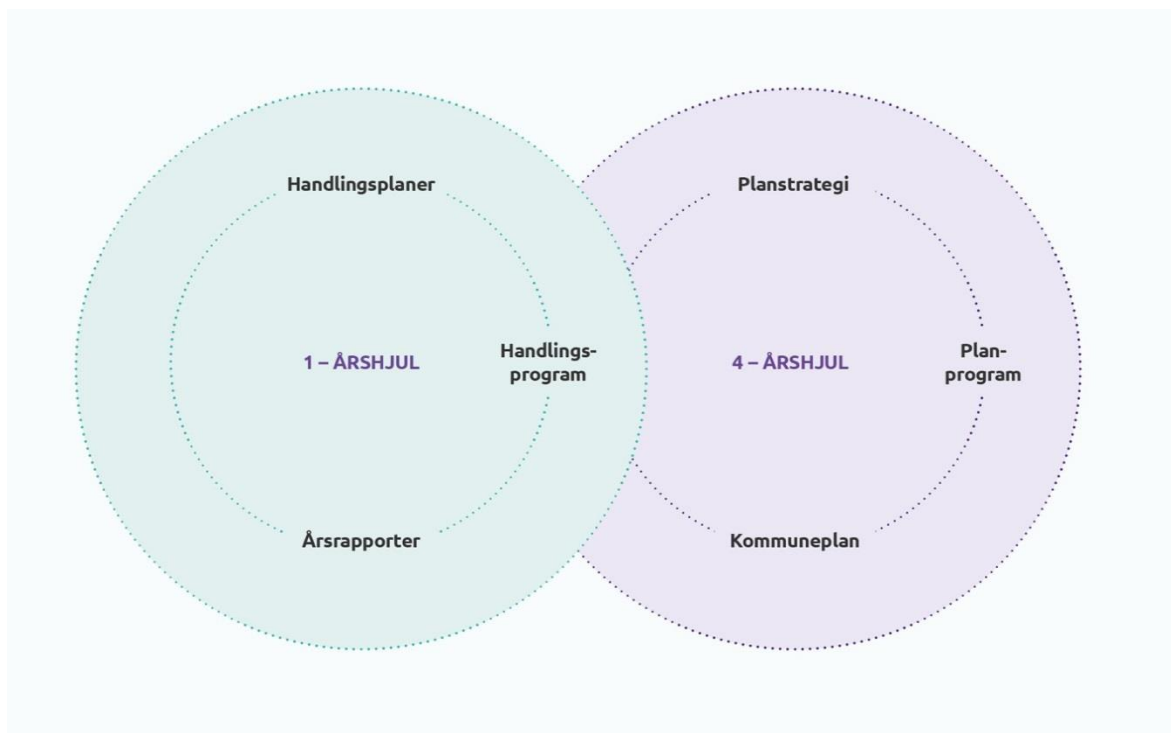 Handlingsplaner
1 – ÅRSHJUL
Handlings-
program
Årsrapporter
Planstrategi
4 – ÅRSHJUL
Plan-
program
Kommuneplan